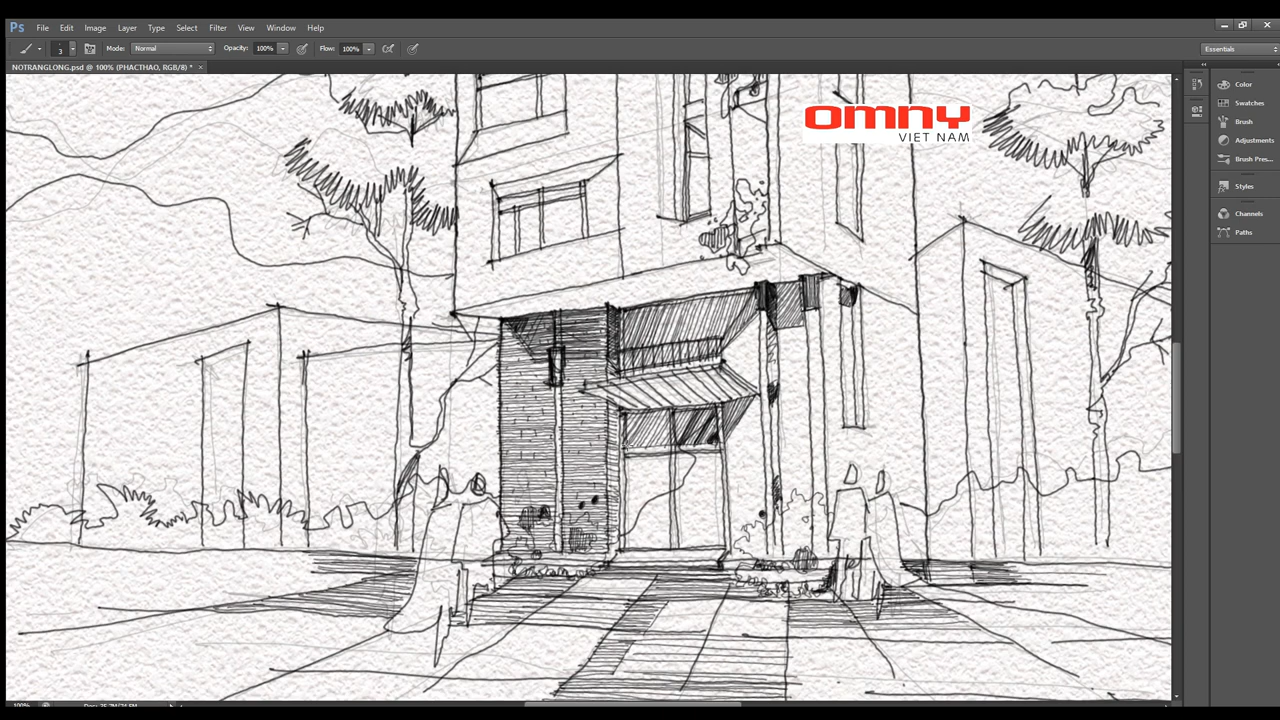 Ps File Edit Image Layer Type Select Filter View Window Help
3 Mode: Normal Opacity: 100% Flow: 100% Essentials
NOTRANGLONG.psd @ 100% (PHACTHAO, RGB/8) * ×
omny
VIET NAM
Color
Swatches
Brush
Adjustments
Brush Pres...
Styles
Channels
Paths